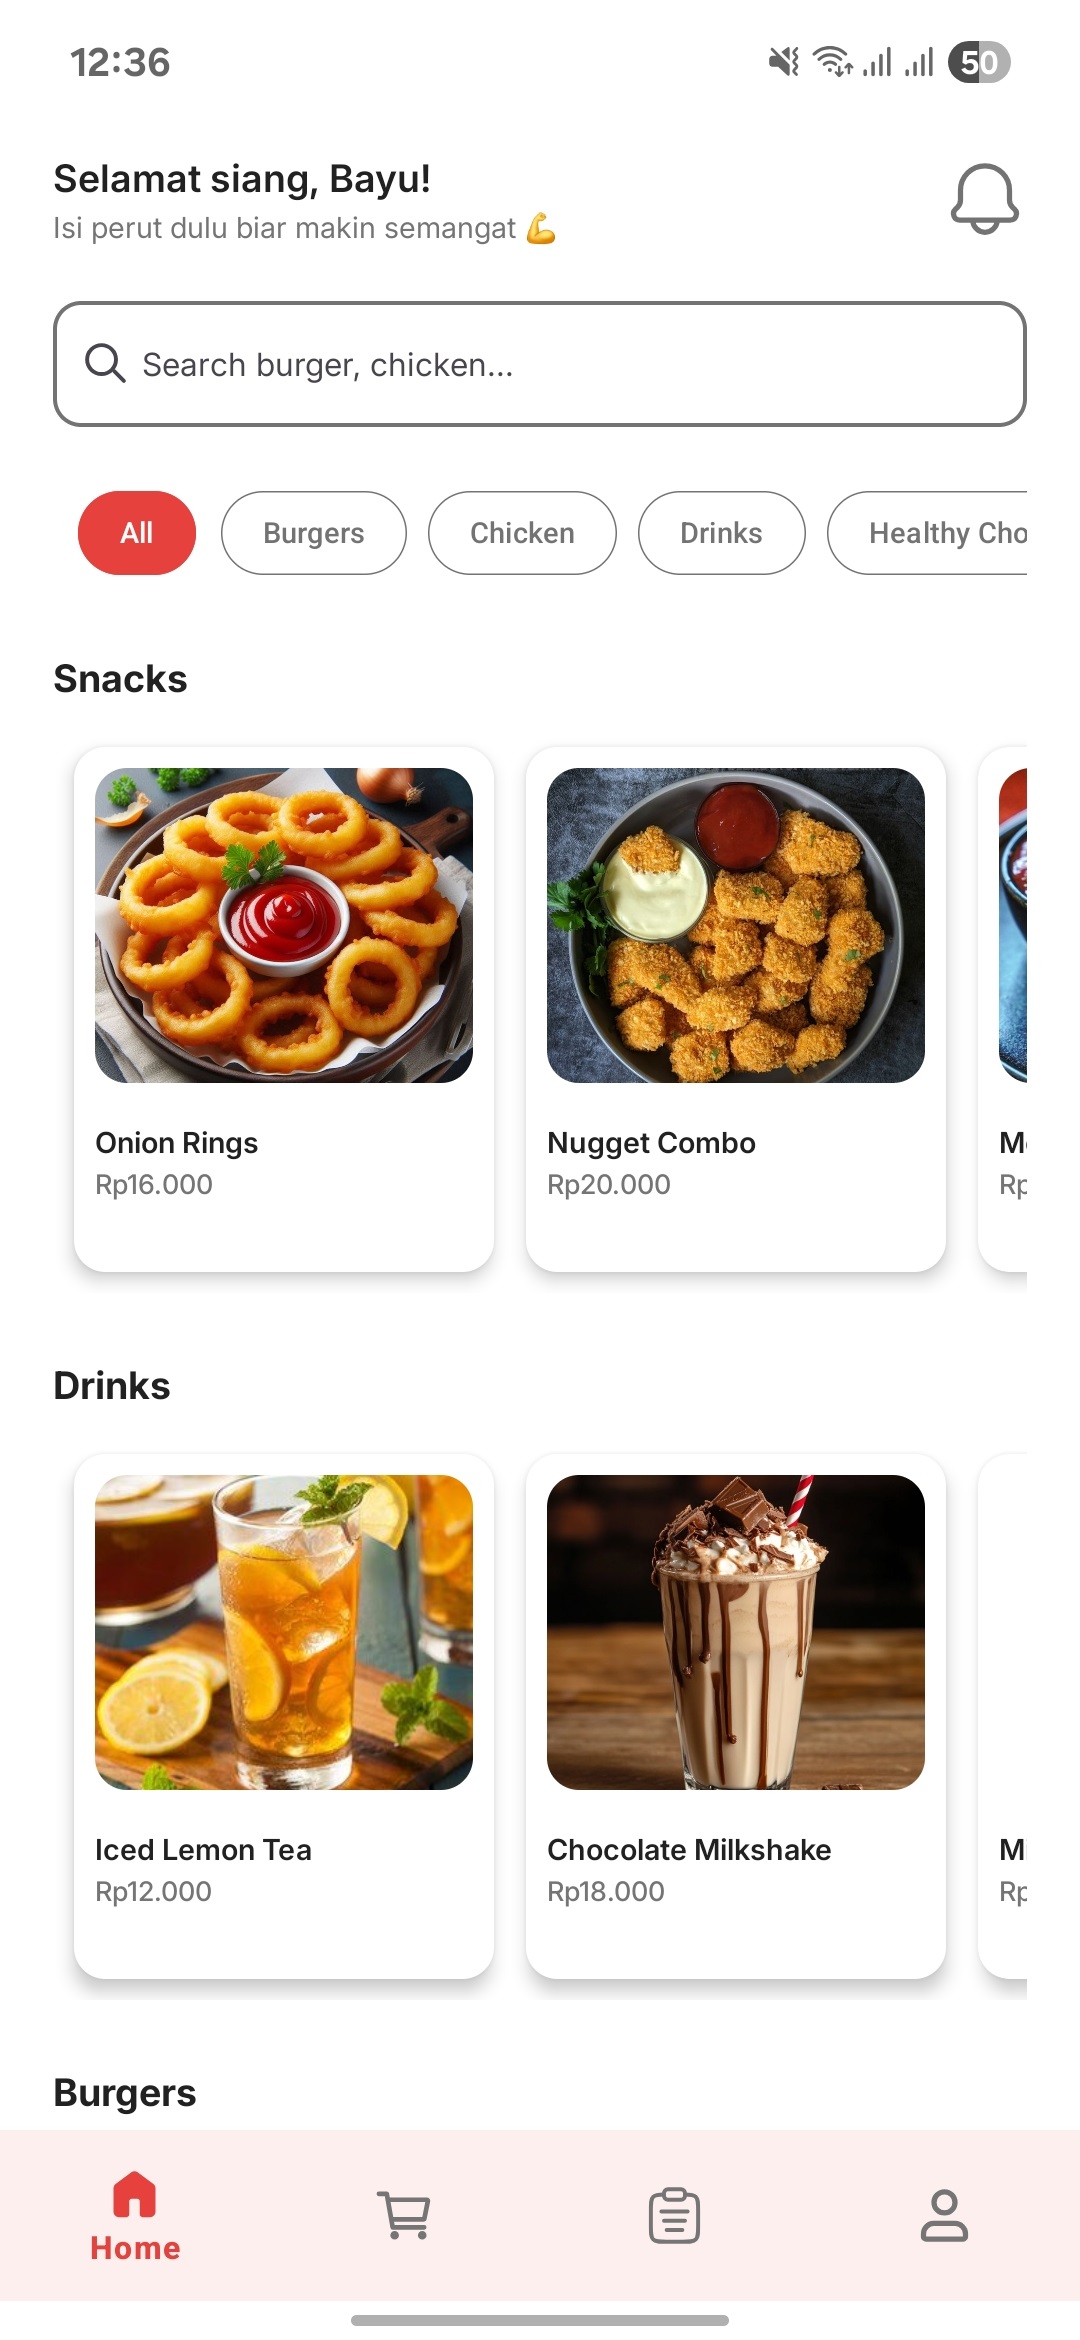 12:36
50
Selamat siang, Bayu!
Isi perut dulu biar makin semangat 💪
Search burger, chicken...
All
Burgers
Chicken
Drinks
Healthy Cho
Snacks
Onion Rings
Nugget Combo
Rp16.000
Rp20.000
Rp
Drinks
Iced Lemon Tea
Chocolate Milkshake
Rp12.000
Rp18.000
Rp
Burgers
Home